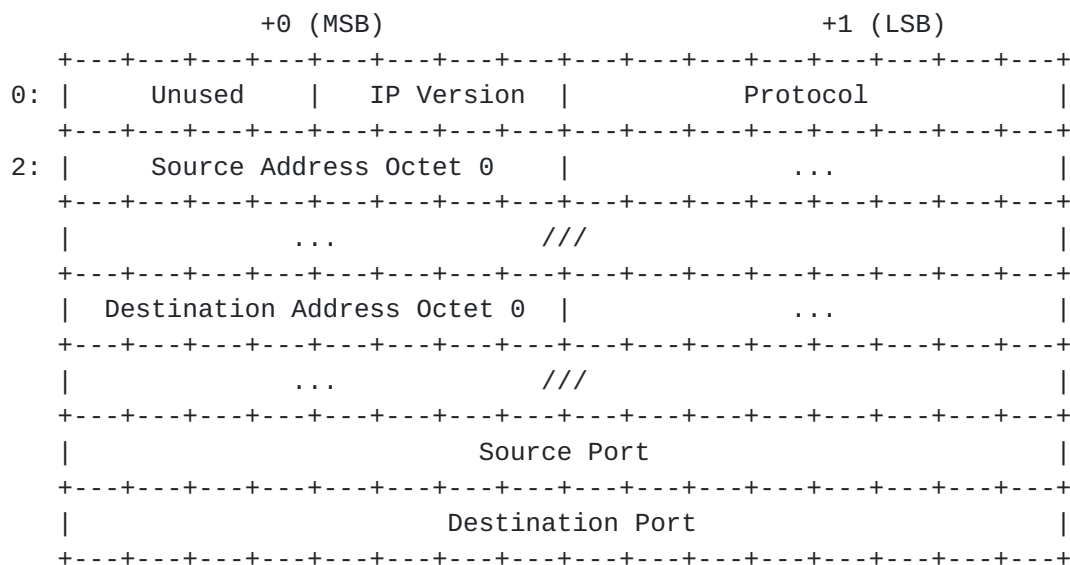 +0 (MSB) +1 (LSB)
+---+---+---+---+---+---+---+---+---+---+---+---+---+---+---+---+
0: | Unused | IP Version | Protocol |
+---+---+---+---+---+---+---+---+---+---+---+---+---+---+---+---+
2: | Source Address Octet 0 | ... |
+---+---+---+---+---+---+---+---+---+---+---+---+---+---+---+---+
| ... /// |
+---+---+---+---+---+---+---+---+---+---+---+---+---+---+---+---+
| Destination Address Octet 0 | ... |
+---+---+---+---+---+---+---+---+---+---+---+---+---+---+---+---+
| ... /// |
+---+---+---+---+---+---+---+---+---+---+---+---+---+---+---+---+
| Source Port |
+---+---+---+---+---+---+---+---+---+---+---+---+---+---+---+---+
| Destination Port |
+---+---+---+---+---+---+---+---+---+---+---+---+---+---+---+---+